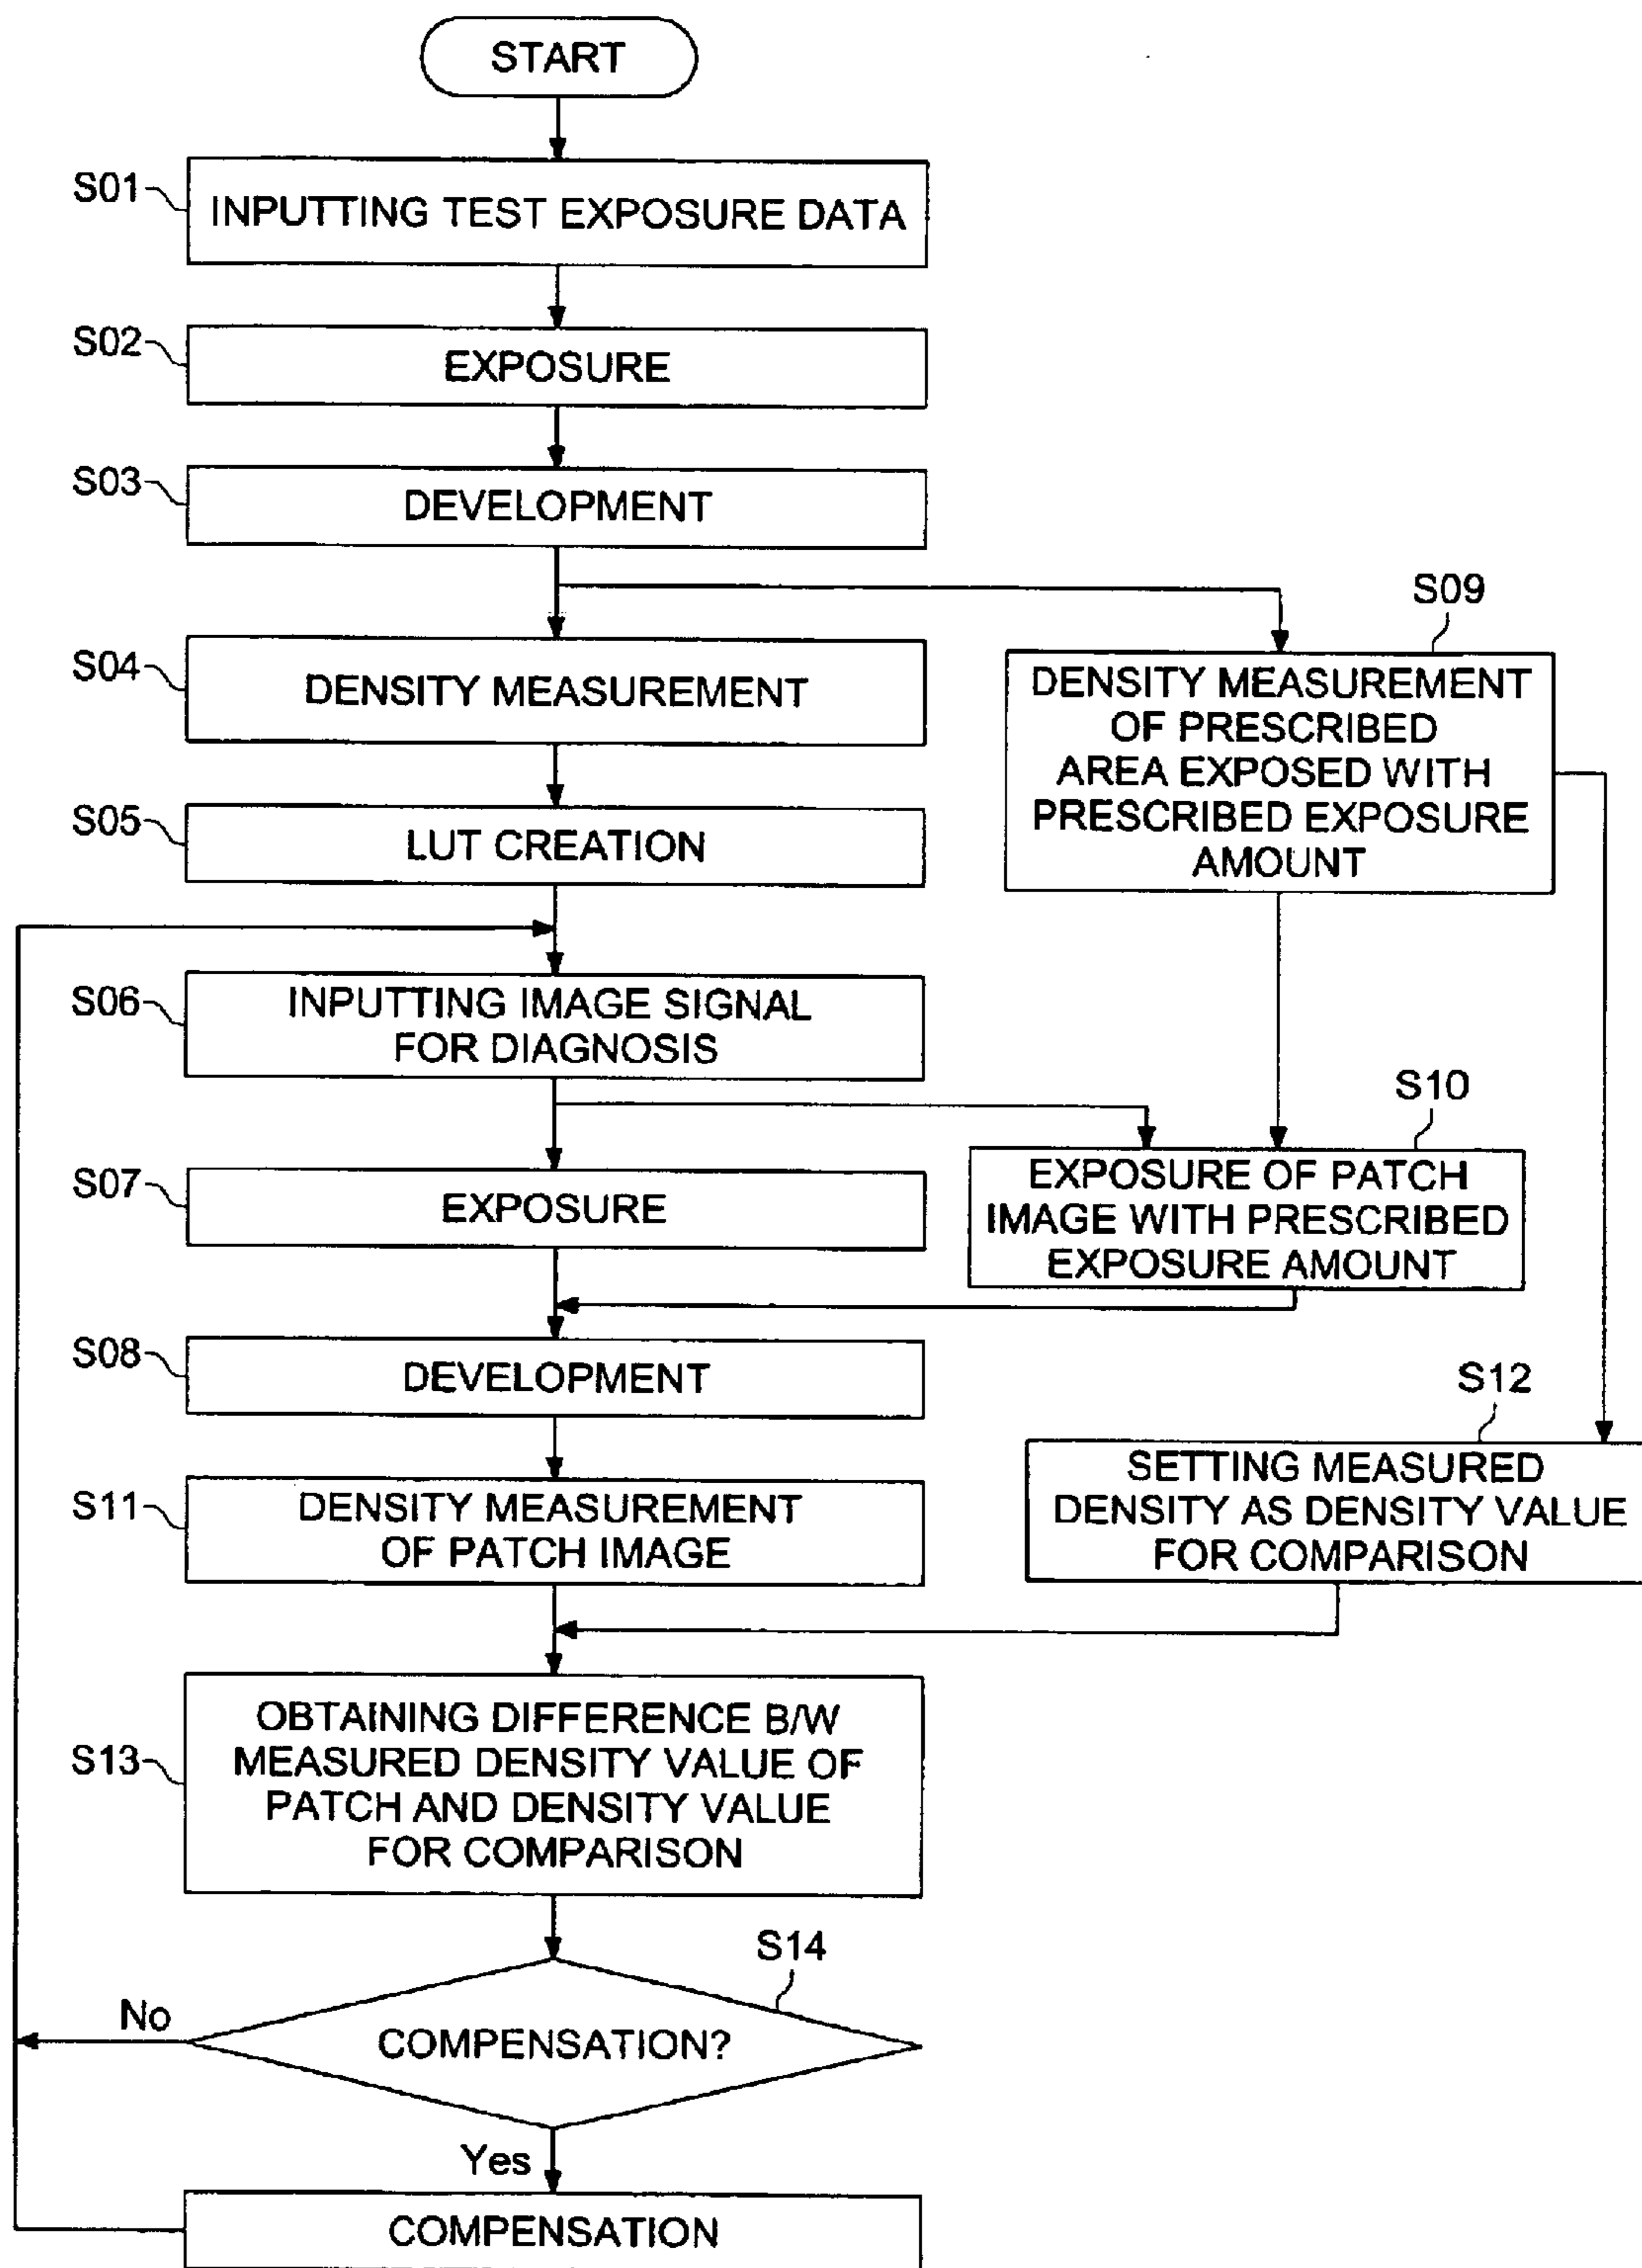 START
S01
INPUTTING TEST EXPOSURE DATA
S02
EXPOSURE
S03
DEVELOPMENT
S04
DENSITY MEASUREMENT
S09
DENSITY MEASUREMENT
OF PRESCRIBED
AREA EXPOSED WITH
PRESCRIBED EXPOSURE
AMOUNT
S05
LUT CREATION
S06
INPUTTING IMAGE SIGNAL
FOR DIAGNOSIS
S10
EXPOSURE OF PATCH
IMAGE WITH PRESCRIBED
EXPOSURE AMOUNT
S07
EXPOSURE
S08
DEVELOPMENT
S12
SETTING MEASURED
DENSITY AS DENSITY VALUE
FOR COMPARISON
S11
DENSITY MEASUREMENT
OF PATCH IMAGE
S13
OBTAINING DIFFERENCE B/W
MEASURED DENSITY VALUE OF
PATCH AND DENSITY VALUE
FOR COMPARISON
S14
COMPENSATION?
No
Yes
COMPENSATION